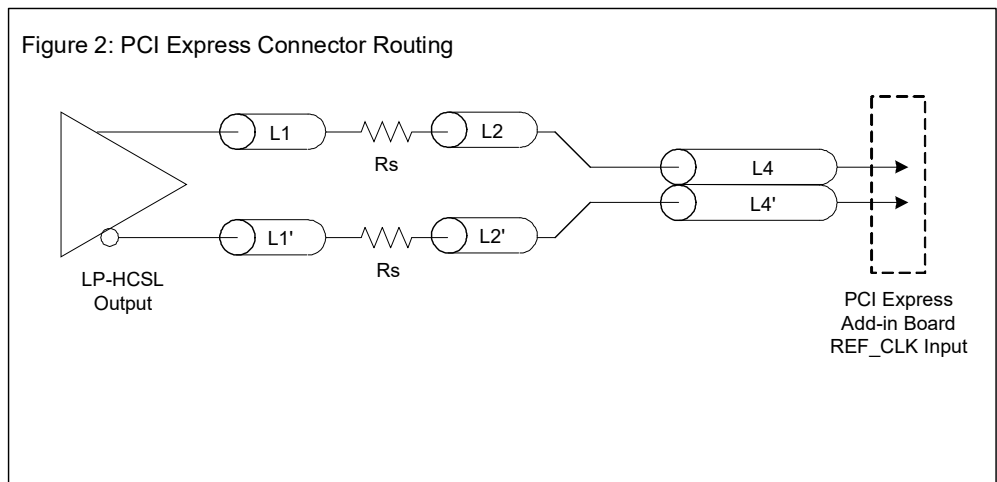 Figure 2: PCI Express Connector Routing
L1
Rs
L2
L4
L4'
L1'
Rs
L2'
LP-HCSL
Output
PCI Express
Add-in Board
REF_CLK Input